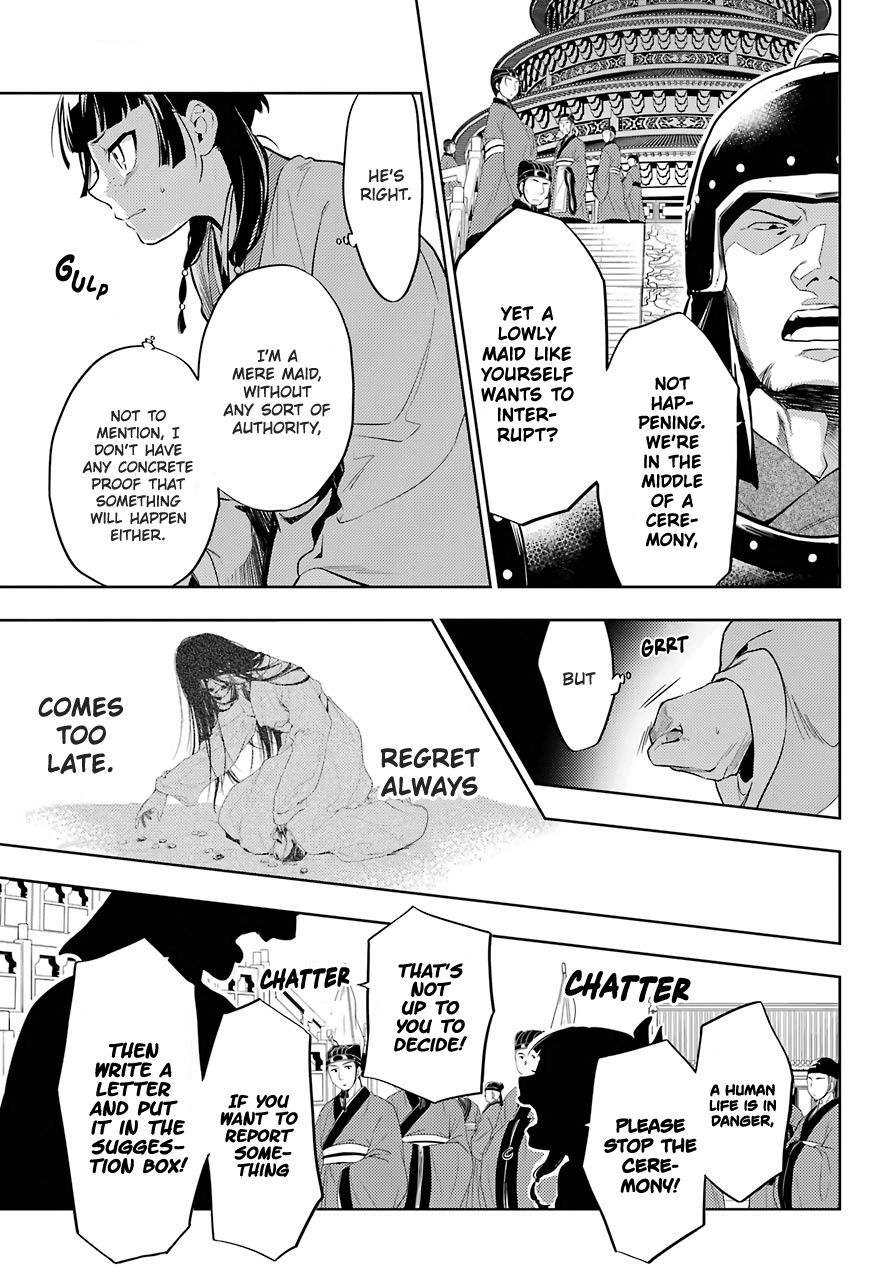 NOT
HAP-
PENING.
WE'RE
IN THE
MIDDLE
OF A
CERE-
MONY,
YET A
LOWLY
MAID LIKE
YOURSELF
WANTS TO
INTER-
RUPT?
HE'S
RIGHT.
GULP
I'M A
MERE MAID,
WITHOUT
ANY SORT OF
AUTHORITY,
NOT TO
MENTION, I
DON'T HAVE
ANY CONCRETE
PROOF THAT
SOMETHING
WILL HAPPEN
EITHER.
GRRT
BUT
REGRET
ALWAYS
COMES
TOO
LATE.
A HUMAN
LIFE IS IN
DANGER,
PLEASE
STOP THE
CERE-
MONY!
CHATTER
THAT'S
NOT
UP TO
YOU TO
DECIDE!
CHATTER
IF YOU
WANT TO
REPORT
SOME-
THING
THEN
WRITE A
LETTER
AND PUT
IT IN THE
SUGGES-
TION BOX!